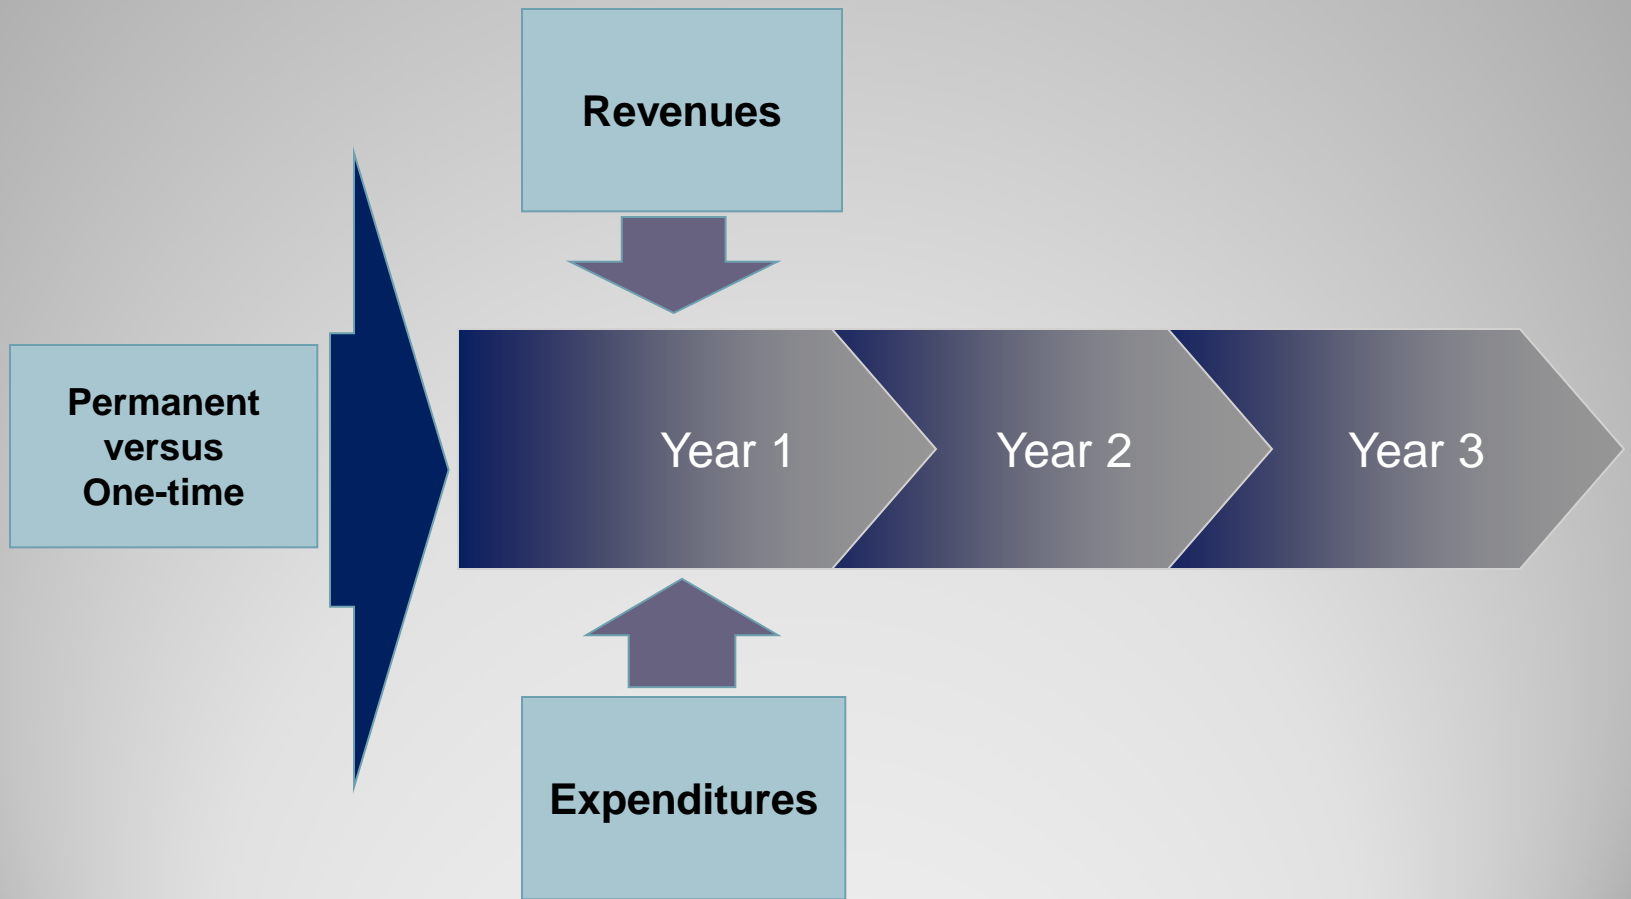 Revenues
Permanent
versus
One-time
Year 1
Year 2
Year 3
Expenditures